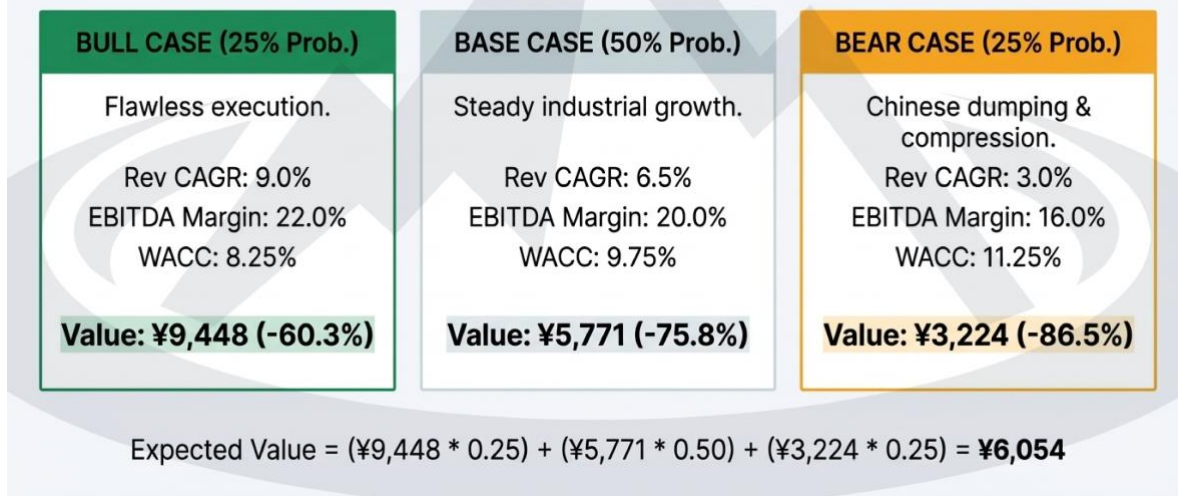 BULL CASE (25% Prob.)
Flawless execution.
Rev CAGR: 9.0%
EBITDA Margin: 22.0%
WACC: 8.25%
Value: ¥9,448 (-60.3%)
BASE CASE (50% Prob.)
Steady industrial growth.
Rev CAGR: 6.5%
EBITDA Margin: 20.0%
WACC: 9.75%
Value: ¥5,771 (-75.8%)
BEAR CASE (25% Prob.)
Chinese dumping &
compression.
Rev CAGR: 3.0%
EBITDA Margin: 16.0%
WACC: 11.25%
Value: ¥3,224 (-86.5%)
Expected Value = (¥9,448 * 0.25) + (¥5,771 * 0.50) + (¥3,224 * 0.25) = ¥6,054